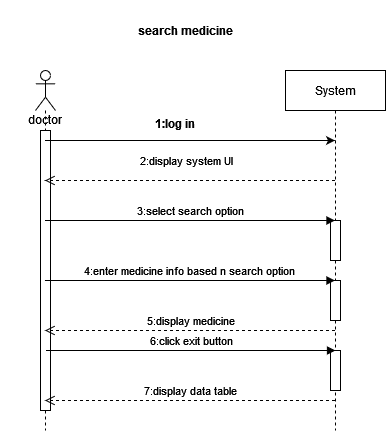 search medicine
System
doctor
1:log in
2:display system UI
3:select search option
4:enter medicine info based n search option
5:display medicine
6:click exit button
7:display data table